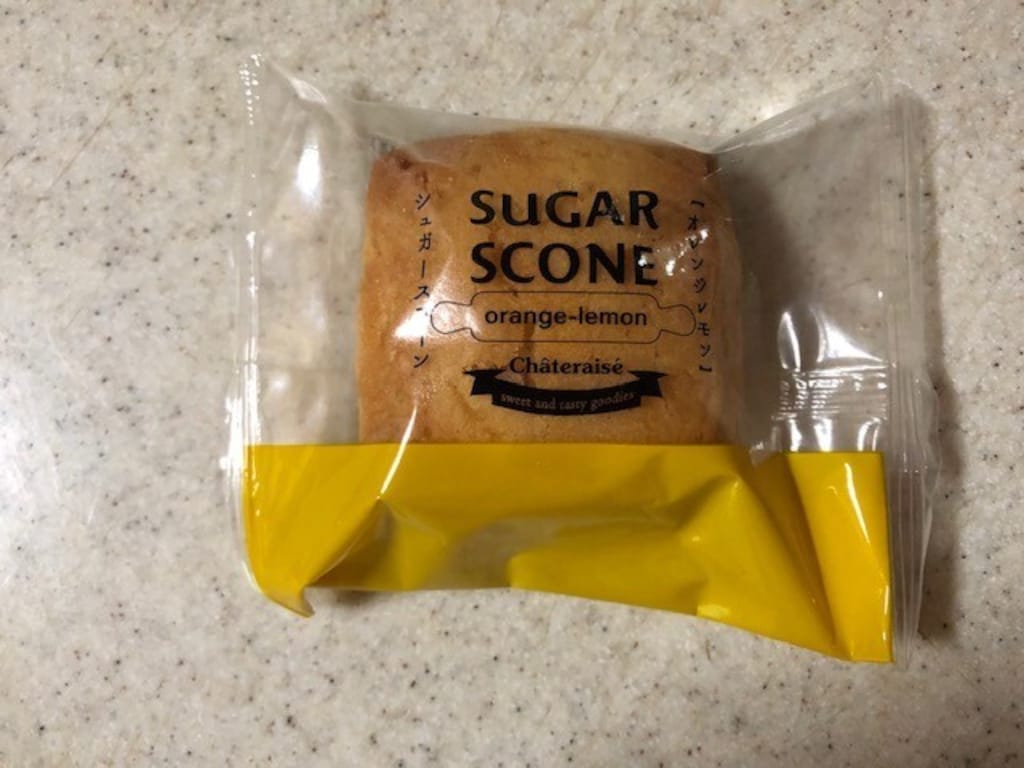 SUGAR
SCONE
orange-lemon
Châteraisé
sweet and tasty goodies
シュガースコーン
[オレンジレモン]